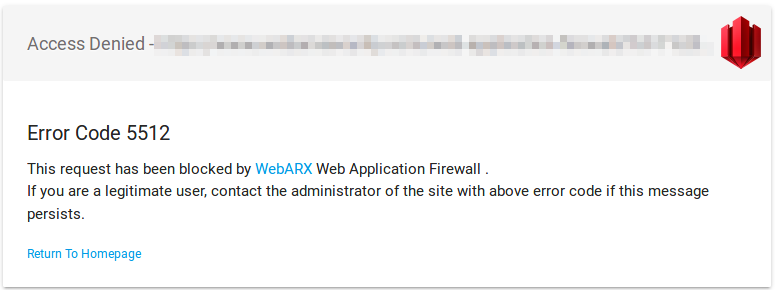 Access Denied -
Error Code 5512
This request has been blocked by WebARX Web Application Firewall .
If you are a legitimate user, contact the administrator of the site with above error code if this message
persists.
Return To Homepage